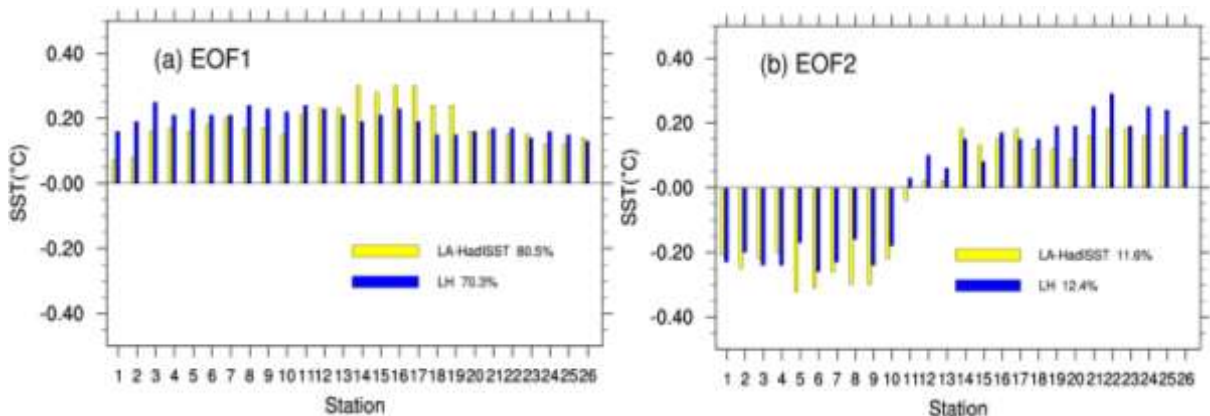 (a) EOF1
0.40
0.20
-0.00
-0.20
-0.40
SST(°C)
LA-HadISST 80.5%
LH 70.3%
1 2 3 4 5 6 7 8 9 10 11 12 13 14 15 16 17 18 19 20 21 22 23 24 25 26
Station
(b) EOF2
0.40
0.20
-0.00
-0.20
-0.40
SST(°C)
LA-HadISST 11.6%
LH 12.4%
1 2 3 4 5 6 7 8 9 10 11 12 13 14 15 16 17 18 19 20 21 22 23 24 25 26
Station